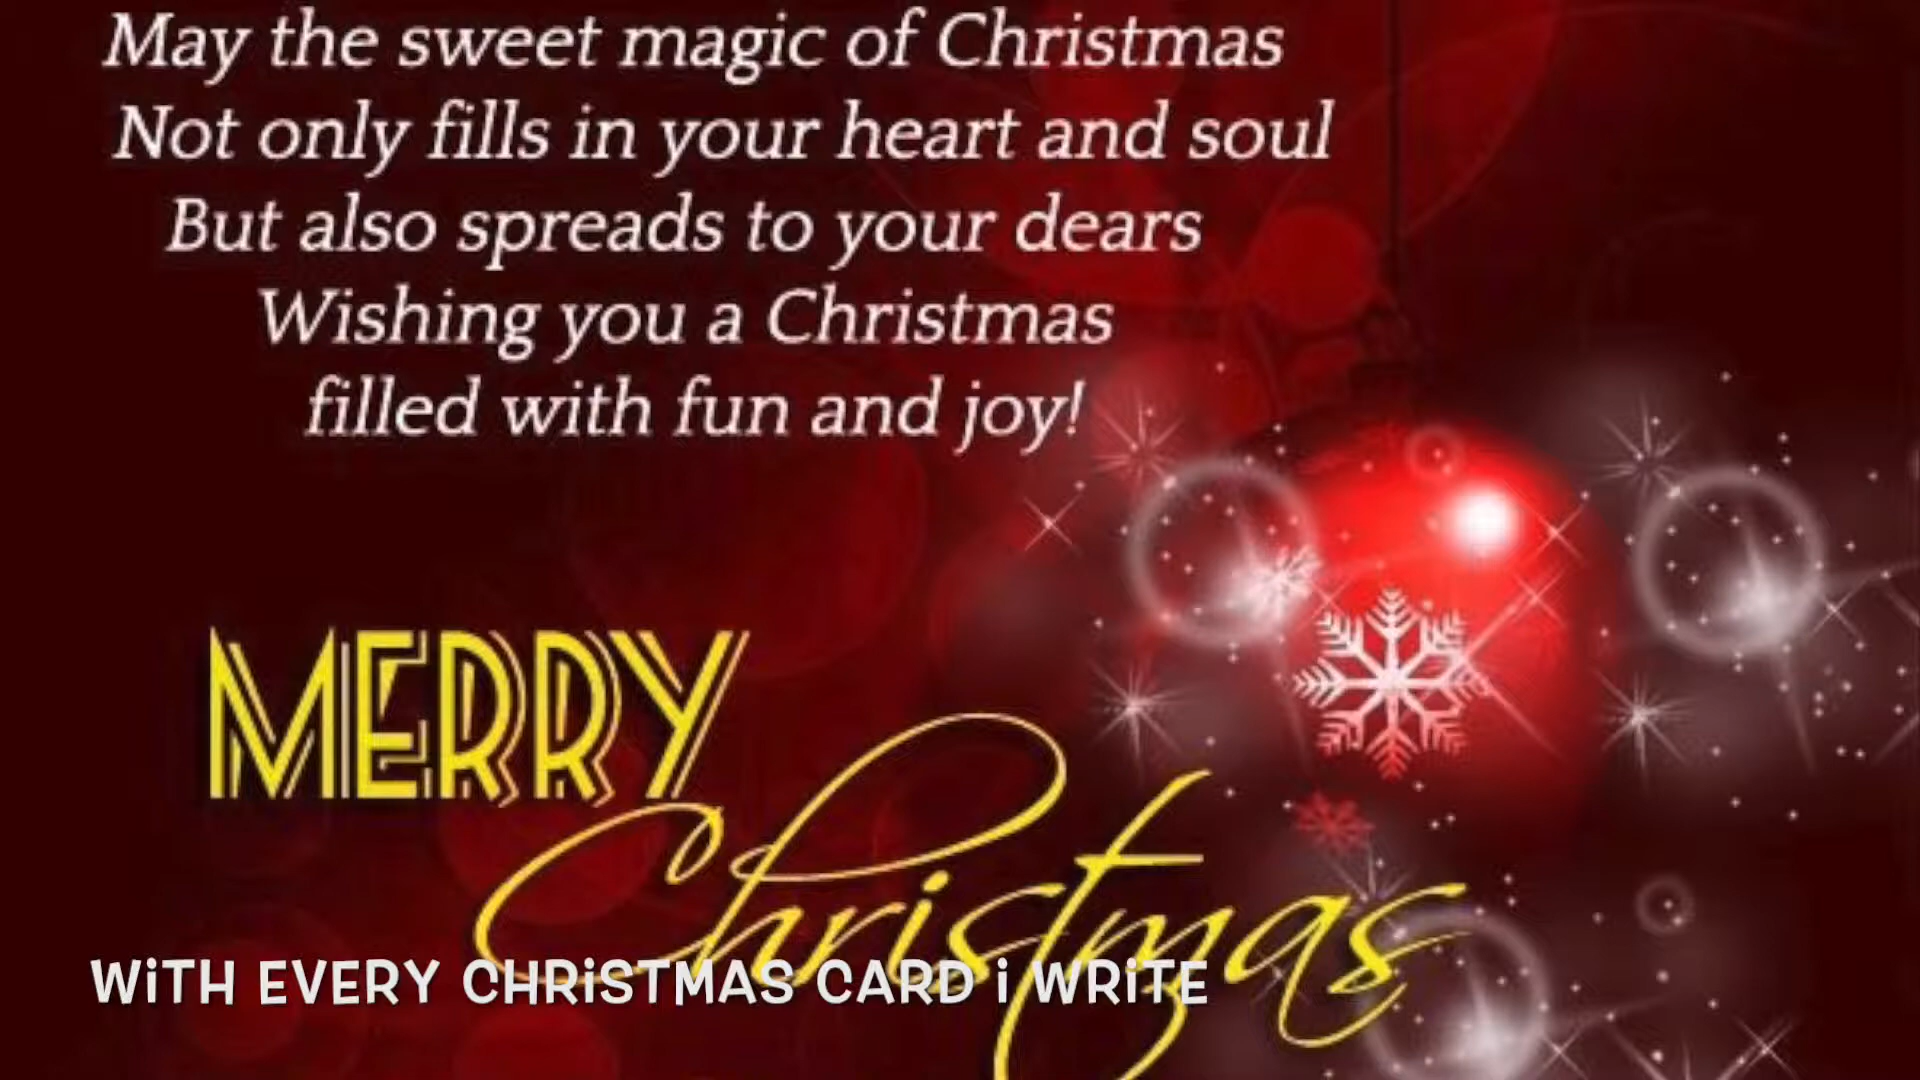 May the sweet magic of Christmas
Not only fills in your heart and soul
But also spreads to your dears
Wishing you a Christmas
filled with fun and joy!
MERRY
Christmas
WiTH EVERY CHRiSTMAS CARD i WRiTE